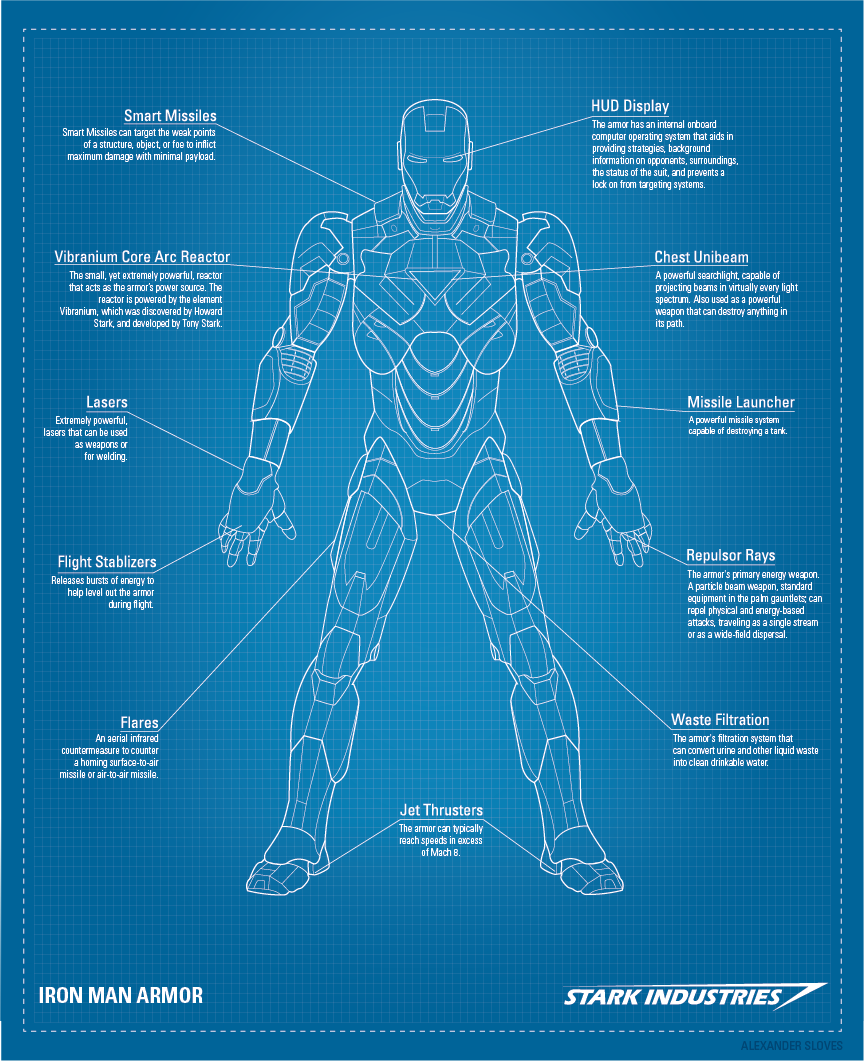 Smart Missiles
Smart Missiles can target the weak points
of a structure, object, or foe to inflict
maximum damage with minimal payload.
HUD Display
The armor has an internal onboard
computer operating system that aids in
providing strategies, background
information on opponents, surroundings,
the status of the suit, and prevents a
lock on from targeting systems.
Vibranium Core Arc Reactor
The small, yet extremely powerful, reactor
that acts as the armor's power source. The
reactor is powered by the element
Vibranium, which was discovered by Howard
Stark, and developed by Tony Stark.
Chest Unibeam
A powerful searchlight, capable of
projecting beams in virtually every light
spectrum. Also used as a powerful
weapon that can destroy anything in
its path.
Lasers
Extremely powerful,
lasers that can be used
as weapons or
for welding.
Missile Launcher
A powerful missile system
capable of destroying a tank.
Flight Stablizers
Releases bursts of energy to
help level out the armor
during flight.
Repulsor Rays
The armor's primary energy weapon.
A particle beam weapon, standard
equipment in the palm gauntlets; can
repel physical and energy-based
attacks, traveling as a single stream
or as a wide-field dispersal.
Flares
An aerial infrared
countermeasure to counter
a homing surface-to-air
missile or air-to-air missile.
Waste Filtration
The armor's filtration system that
can convert urine and other liquid waste
into clean drinkable water.
Jet Thrusters
The armor can typically
reach speeds in excess
of Mach 8.
IRON MAN ARMOR
STARK INDUSTRIES
ALEXANDER SLOVES